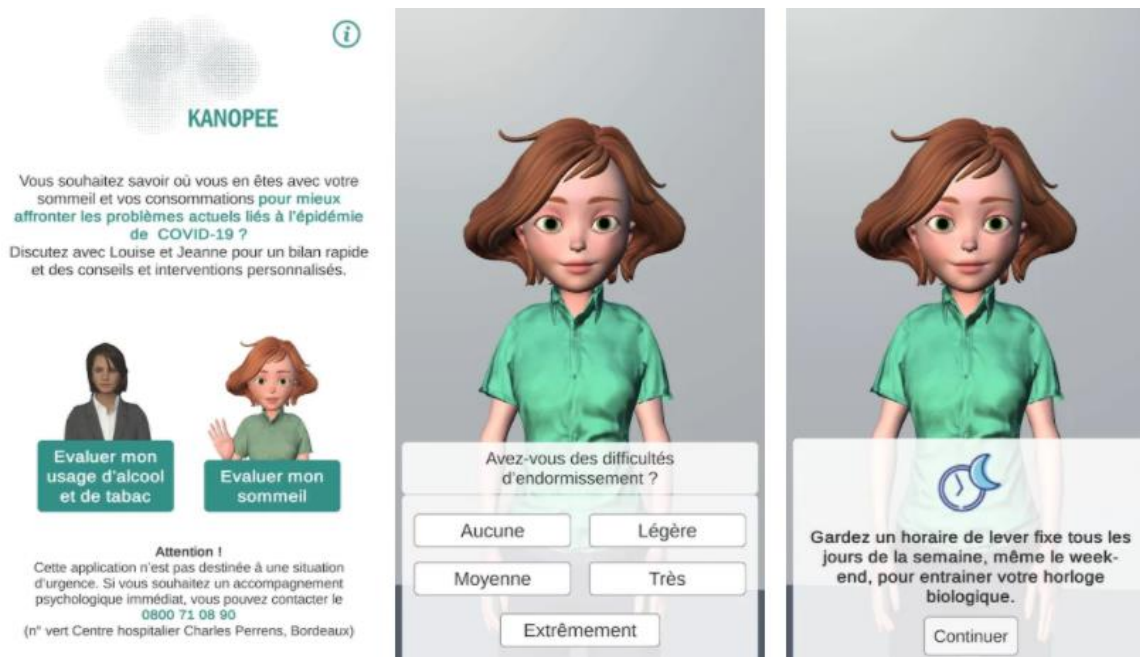 KANOPEE
Vous souhaitez savoir où vous en êtes avec votre
sommeil et vos consommations pour mieux
affronter les problèmes actuels liés à l'épidémie
de COVID-19 ?
Discutez avec Louise et Jeanne pour un bilan rapide
et des conseils et interventions personnalisés.
Evaluer mon
usage d'alcool
et de tabac
Evaluer mon
sommeil
Attention !
Cette application n'est pas destinée à une situation
d'urgence. Si vous souhaitez un accompagnement
psychologique immédiat, vous pouvez contacter le
0800 71 08 90
(n° vert Centre hospitalier Charles Perrens, Bordeaux)
Avez-vous des difficultés
d'endormissement ?
Aucune
Légère
Moyenne
Très
Extrêmement
Gardez un horaire de lever fixe tous les
jours de la semaine, même le week-
end, pour entrainer votre horloge
biologique.
Continuer